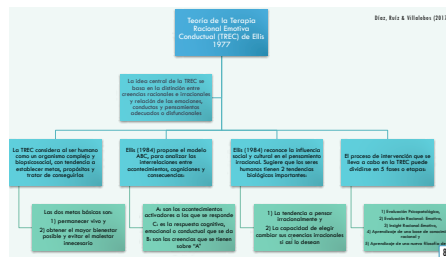 Díaz, Ruiz & Villalobos (2017
Teoría de la Terapia
Racional Emotiva
Conductual (TREC) de Ellis
1977
La idea central de la TREC se
basa en la distinción entre
creencias racionales e irracionales
y relación de las emociones,
conductas y pensamientos
adecuados o disfuncionales
La TREC considera al ser humano
como un organismo complejo y
biopsicosocial, con tendencia a
establecer metas, propósitos y
tratar de conseguirlos
Las dos metas básicas son:
1) permanecer vivo y
2) obtener el mayor bienestar
posible y evitar el malestar
innecesario
Ellis (1984) propone el modelo
ABC, para analizar las
interrelaciones entre
acontecimientos, cogniciones y
consecuencias:
A: son los acontecimientos
activadores a los que se responde
C: es la respuesta cognitiva,
emocional o conductual que se da
B: son las creencias que se tienen
sobre "A"
Ellis (1984) reconoce la influencia
social y cultural en el pensamiento
irracional. Sugiere que los seres
humanos tienen 2 tendencias
biológicas importantes:
1) La tendencia a pensar
irracionalmente y
2) La capacidad de elegir
cambiar sus creencias irracionales
si así lo desean
El proceso de intervención que se
lleva a cabo en la TREC puede
dividirse en 5 fases o etapas:
1) Evaluación Psicopatológica,
2) Evaluación Racional Emotiva,
3) Insight Racional Emotivo,
4) Aprendizaje de una base de
racional y
5) Aprendizaje de una nueva filosofía de